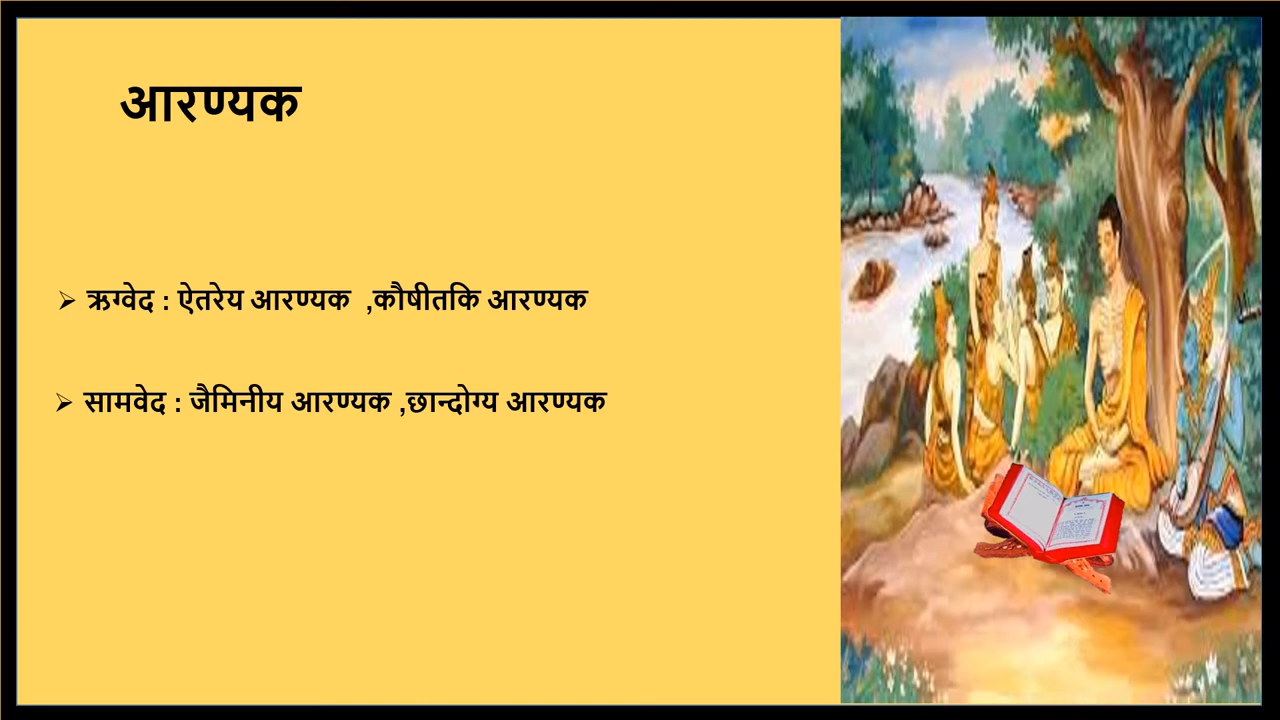 आरण्यक
➢ ऋग्वेद : ऐतरेय आरण्यक ,कौषीतकि आरण्यक
➢ सामवेद : जैमिनीय आरण्यक ,छान्दोग्य आरण्यक